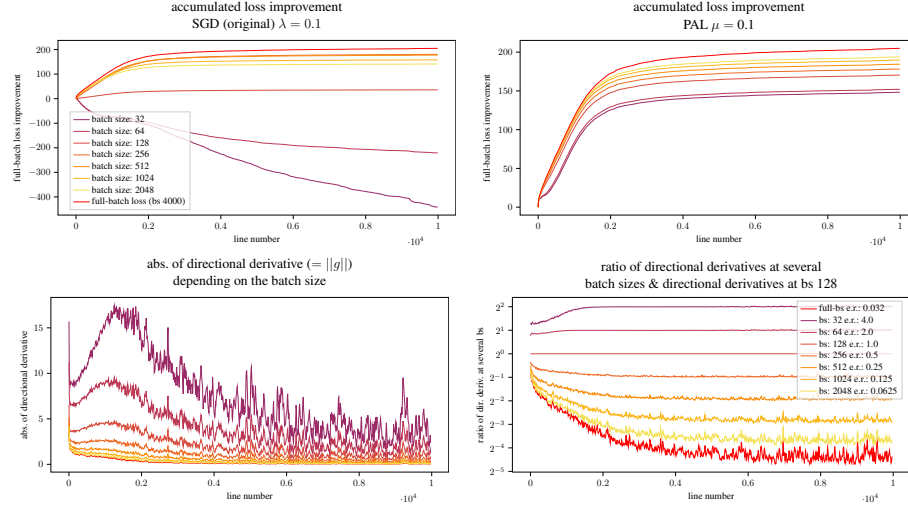 accumulated loss improvement
SGD (original) λ = 0.1
full-batch loss improvement
200
100
0
−100
−200
−300
−400
batch size: 32
batch size: 64
batch size: 128
batch size: 256
batch size: 512
batch size: 1024
batch size: 2048
full-batch loss (bs 4000)
0
0.2
0.4
0.6
0.8
1
·10⁴
line number
accumulated loss improvement
PAL μ = 0.1
full-batch loss improvement
200
150
100
50
0
0
0.2
0.4
0.6
0.8
1
·10⁴
line number
abs. of directional derivative (= ||g||)
depending on the batch size
abs. of directional derivative
15
10
5
0
0
0.2
0.4
0.6
0.8
1
·10⁴
line number
ratio of directional derivatives at several
batch sizes & directional derivatives at bs 128
ratio of dir. deriv. at several bs
2²
2¹
2⁰
2⁻¹
2⁻²
2⁻³
2⁻⁴
2⁻⁵
full-bs e.r.: 0.032
bs: 32 e.r.: 4.0
bs: 64 e.r.: 2.0
bs: 128 e.r.: 1.0
bs: 256 e.r.: 0.5
bs: 512 e.r.: 0.25
bs: 1024 e.r.: 0.125
bs: 2048 e.r.: 0.0625
0
0.2
0.4
0.6
0.8
1
·10⁴
line number